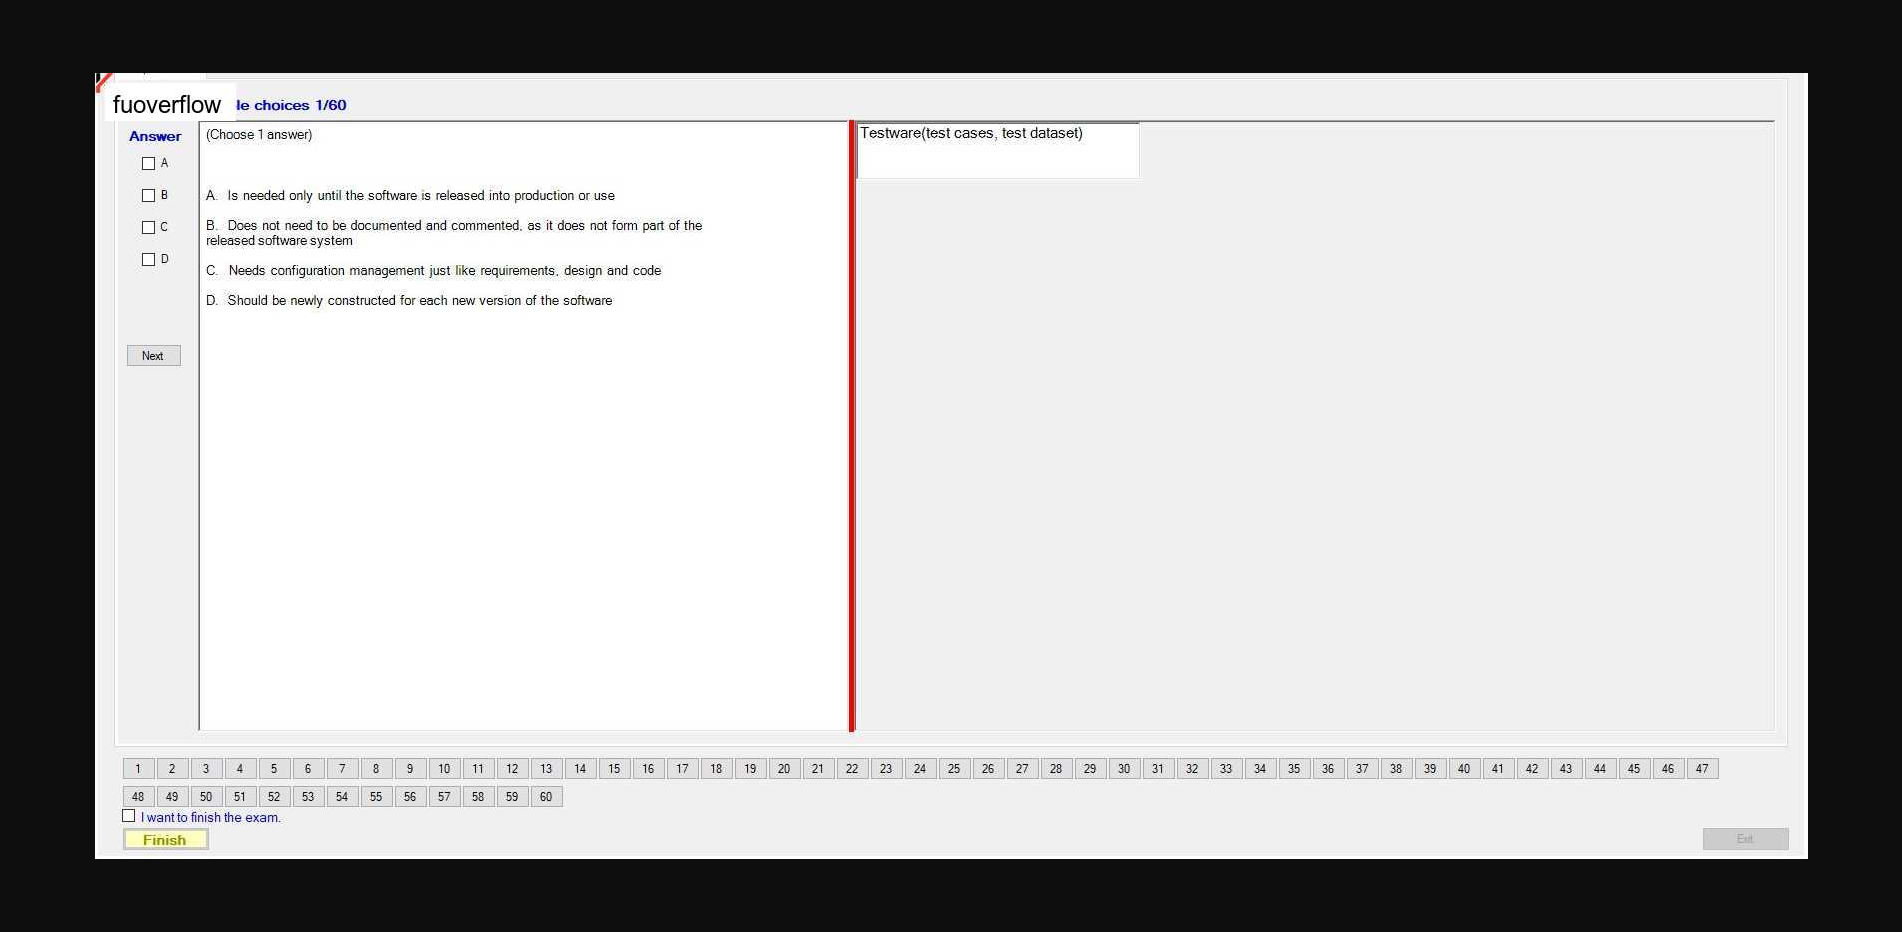 fuoverflow le choices 1/60
Answer
A
B
C
D
Next
(Choose 1 answer)
A. Is needed only until the software is released into production or use
B. Does not need to be documented and commented, as it does not form part of the
released software system
C. Needs configuration management just like requirements, design and code
D. Should be newly constructed for each new version of the software
Testware(test cases, test dataset)
1 2 3 4 5 6 7 8 9 10 11 12 13 14 15 16 17 18 19 20 21 22 23 24 25 26 27 28 29 30 31 32 33 34 35 36 37 38 39 40 41 42 43 44 45 46 47
48 49 50 51 52 53 54 55 56 57 58 59 60
I want to finish the exam.
Finish
Exit